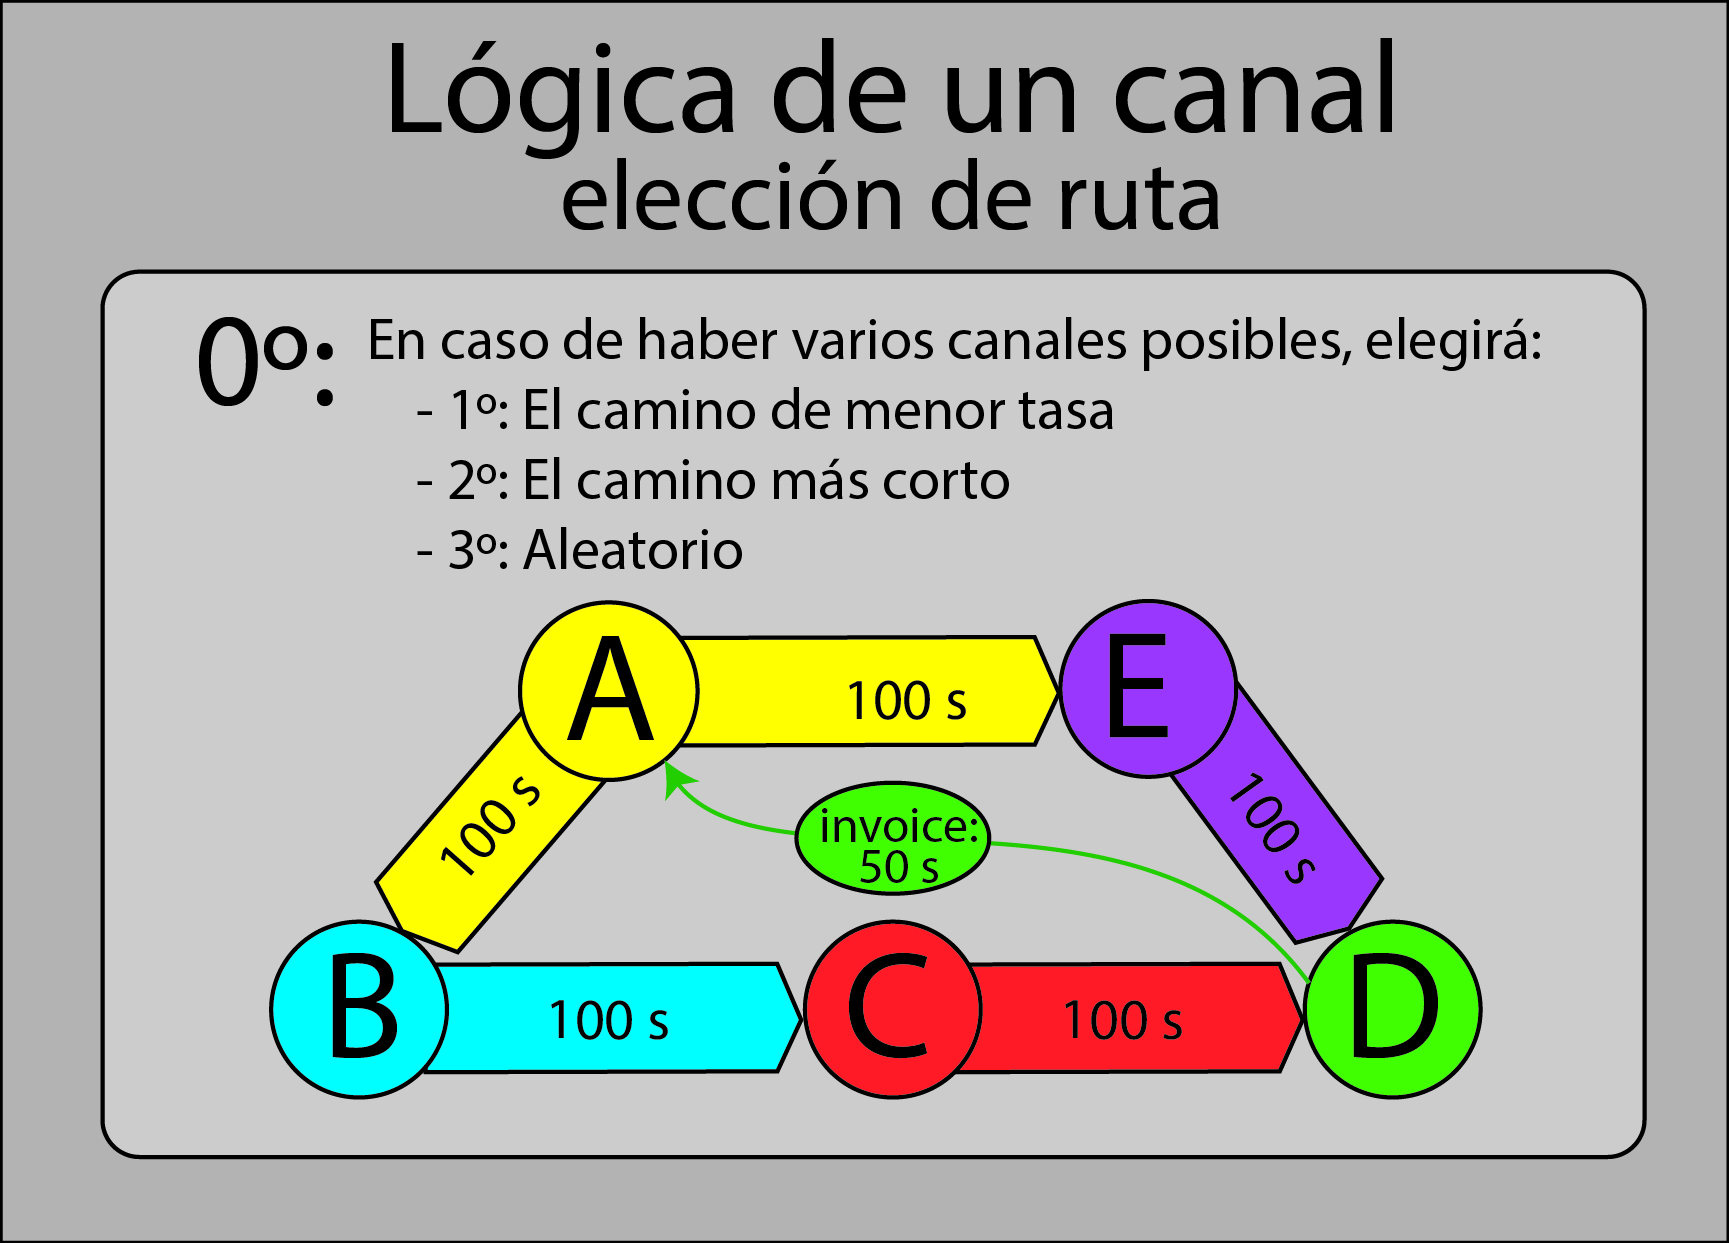 Lógica de un canal
elección de ruta
0º: En caso de haber varios canales posibles, elegirá:
- 1º: El camino de menor tasa
- 2º: El camino más corto
- 3º: Aleatorio
A
100 s
E
100 s
100 s
invoice:
50 s
B
100 s
C
100 s
D